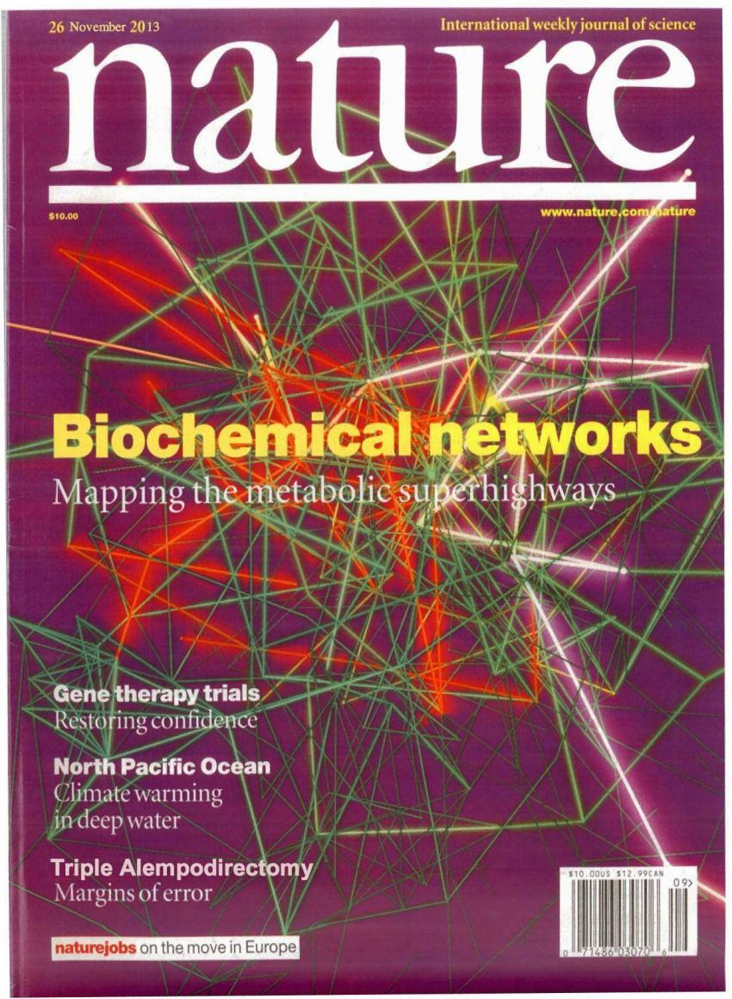 26 November 2013
International weekly journal of science
nature
$10.00
www.nature.com/nature
Biochemical networks
Mapping the metabolic superhighways
Gene therapy trials
Restoring confidence
North Pacific Ocean
Climate warming
in deep water
Triple Alempodirectomy
Margins of error
naturejobs on the move in Europe
$10.00US $12.99CAN
09>
0 71486 03070 6